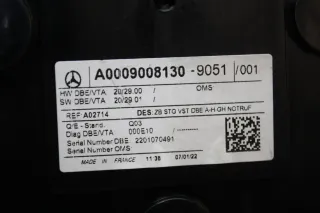 A0009008130 - 9051 /001
HW DBE/VTA 20/29.00 / OMS
SW DBE/VTA 20/29.01 /
REF: A02714 DES: ZB STO VST DBE A-H GH NOTRUF
Q/E - Stand. Q03
Diag DBE/VTA 000E10
Serial Number DBE 2201070491
Serial Number OMS
MADE IN FRANCE 11:38 07/01/22